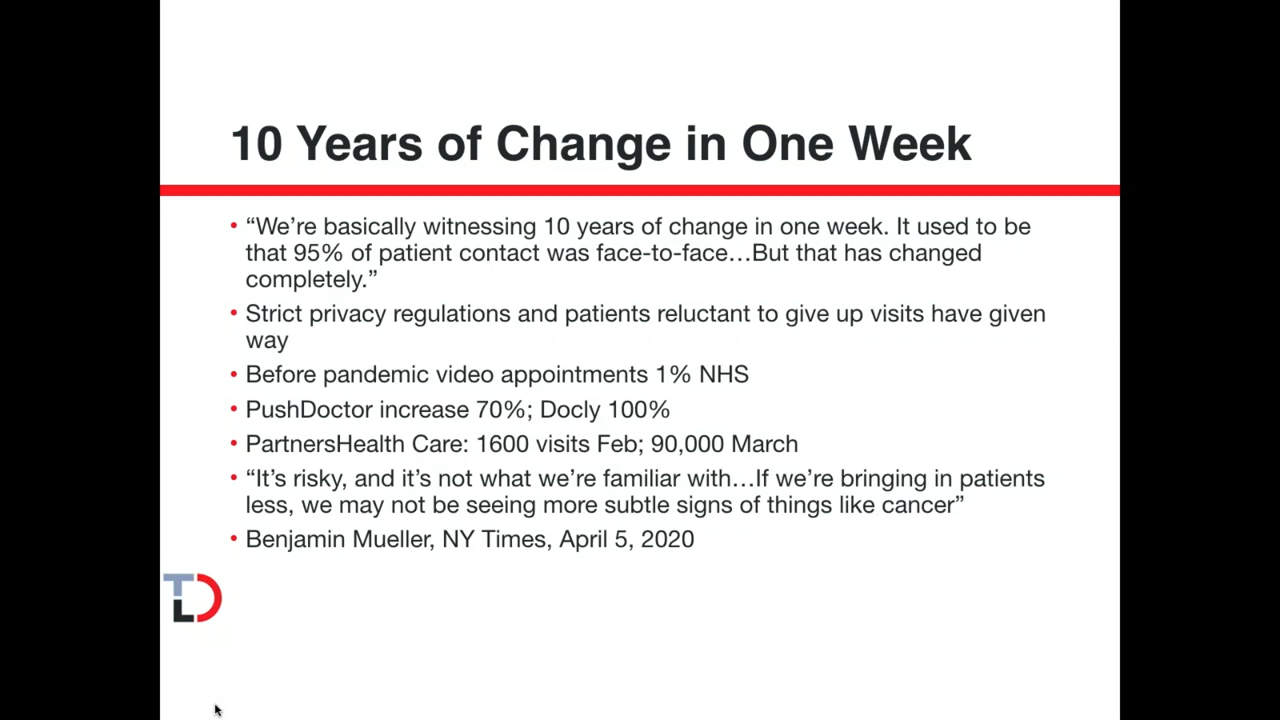 10 Years of Change in One Week
• “We’re basically witnessing 10 years of change in one week. It used to be
that 95% of patient contact was face-to-face…But that has changed
completely.”
• Strict privacy regulations and patients reluctant to give up visits have given
way
• Before pandemic video appointments 1% NHS
• PushDoctor increase 70%; Docly 100%
• PartnersHealth Care: 1600 visits Feb; 90,000 March
• “It’s risky, and it’s not what we’re familiar with…If we’re bringing in patients
less, we may not be seeing more subtle signs of things like cancer”
• Benjamin Mueller, NY Times, April 5, 2020
TLD